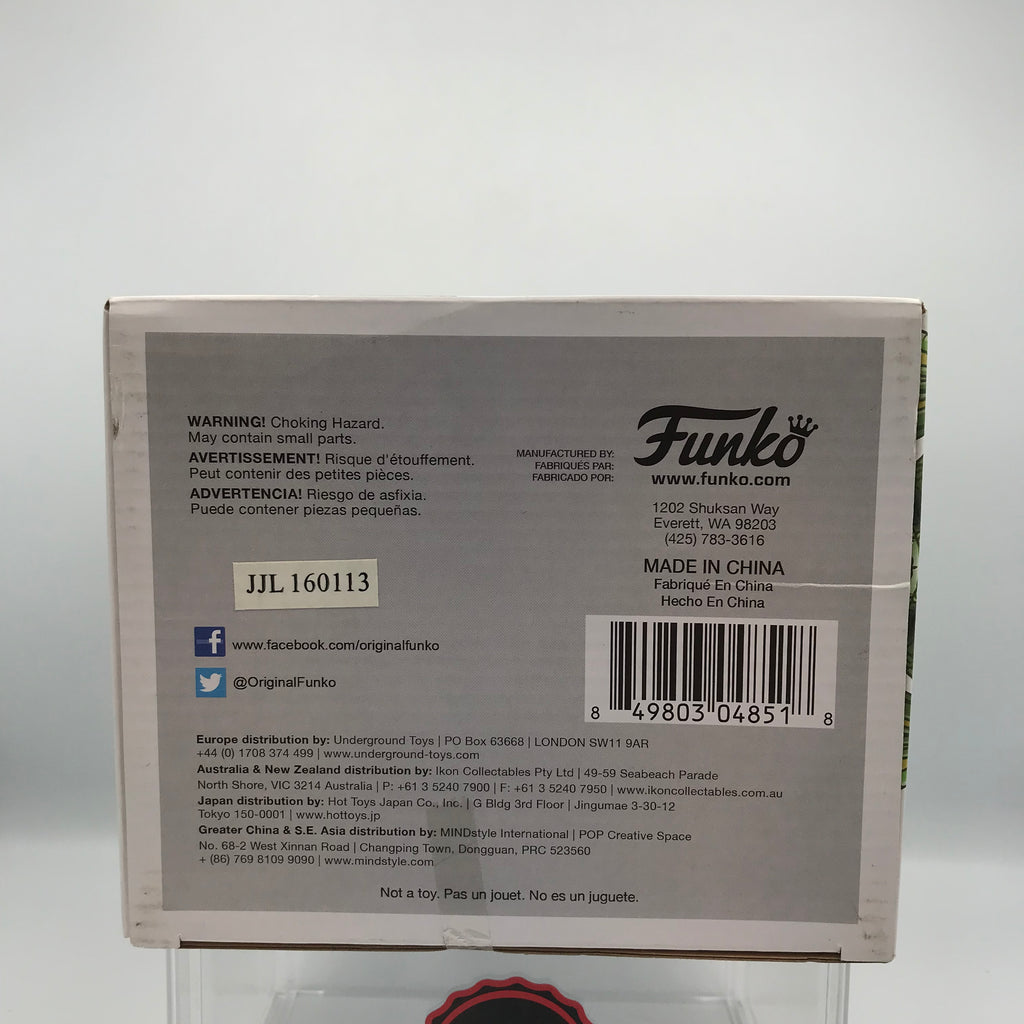 WARNING! Choking Hazard.
May contain small parts.
AVERTISSEMENT! Risque d'étouffement.
Peut contenir des petites pièces.
ADVERTENCIA! Riesgo de asfixia.
Puede contener piezas pequeñas.
MANUFACTURED BY:
FABRIQUÉS PAR:
FABRICADO POR:
Funko
www.funko.com
1202 Shuksan Way
Everett, WA 98203
(425) 783-3616
MADE IN CHINA
Fabriqué En China
Hecho En China
JJL 160113
www.facebook.com/originalfunko
@OriginalFunko
8 49803 04851 8
Europe distribution by: Underground Toys | PO Box 63668 | LONDON SW11 9AR
+44 (0) 1708 374 499 | www.underground-toys.com
Australia & New Zealand distribution by: Ikon Collectables Pty Ltd | 49-59 Seabeach Parade
North Shore, VIC 3214 Australia | P: +61 3 5240 7900 | F: +61 3 5240 7950 | www.ikoncollectables.com.au
Japan distribution by: Hot Toys Japan Co., Inc. | G Bldg 3rd Floor | Jingumae 3-30-12
Tokyo 150-0001 | www.hottoys.jp
Greater China & S.E. Asia distribution by: MINDstyle International | POP Creative Space
No. 68-2 West Xinnan Road | Changping Town, Dongguan, PRC 523560
+ (86) 769 8109 9090 | www.mindstyle.com
Not a toy. Pas un jouet. No es un juguete.